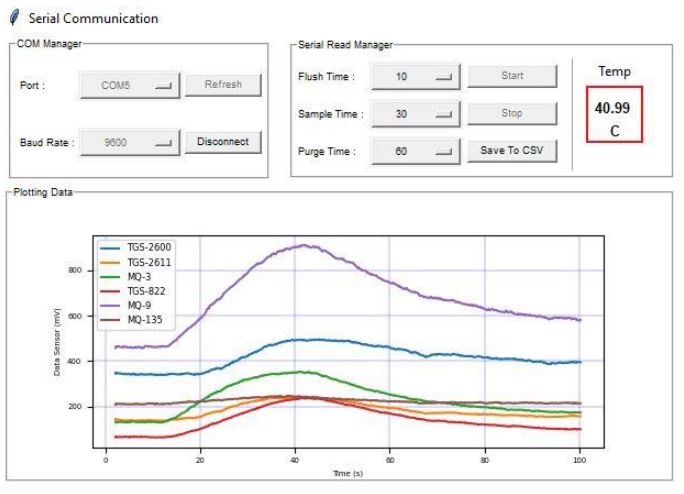 Serial Communication
COM Manager
Port :
COM5
Refresh
Baud Rate :
9600
Disconnect
Serial Read Manager
Flush Time :
10
Start
Sample Time :
30
Stop
Purge Time :
60
Save To CSV
Temp
40.99
C
Plotting Data
TGS-2600
TGS-2611
MQ-3
TGS-822
MQ-9
MQ-135
Data Sensor (mV)
800
600
400
200
0
20
40
60
80
100
Time (s)